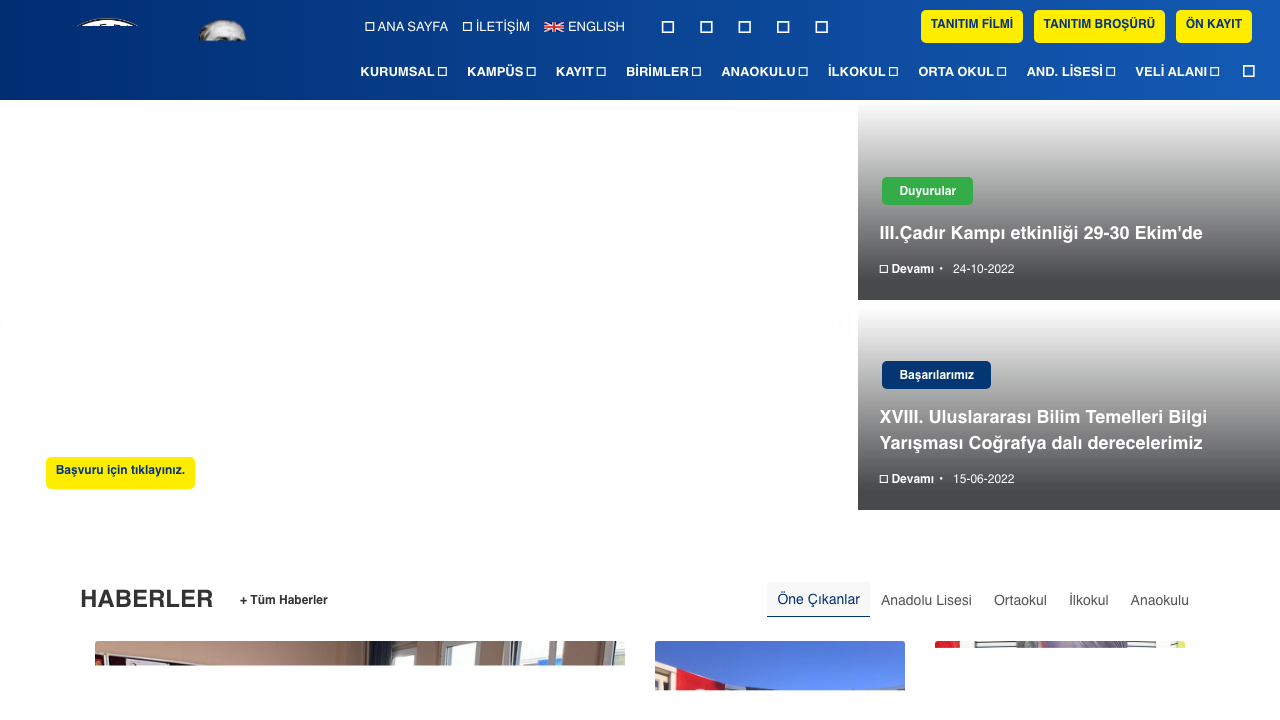 ANA SAYFA İLETİŞİM ENGLISH
TANITIM FİLMİ TANITIM BROŞÜRÜ ÖN KAYIT
KURUMSAL KAMPÜS KAYIT BİRİMLER ANAOKULU İLKOKUL ORTA OKUL AND. LİSESİ VELİ ALANI
Duyurular
III.Çadır Kampı etkinliği 29-30 Ekim'de
Devamı • 24-10-2022
Başarılarımız
XVIII. Uluslararası Bilim Temelleri Bilgi
Yarışması Coğrafya dalı derecelerimiz
Devamı • 15-06-2022
Başvuru için tıklayınız.
HABERLER + Tüm Haberler
Öne Çıkanlar Anadolu Lisesi Ortaokul İlkokul Anaokulu